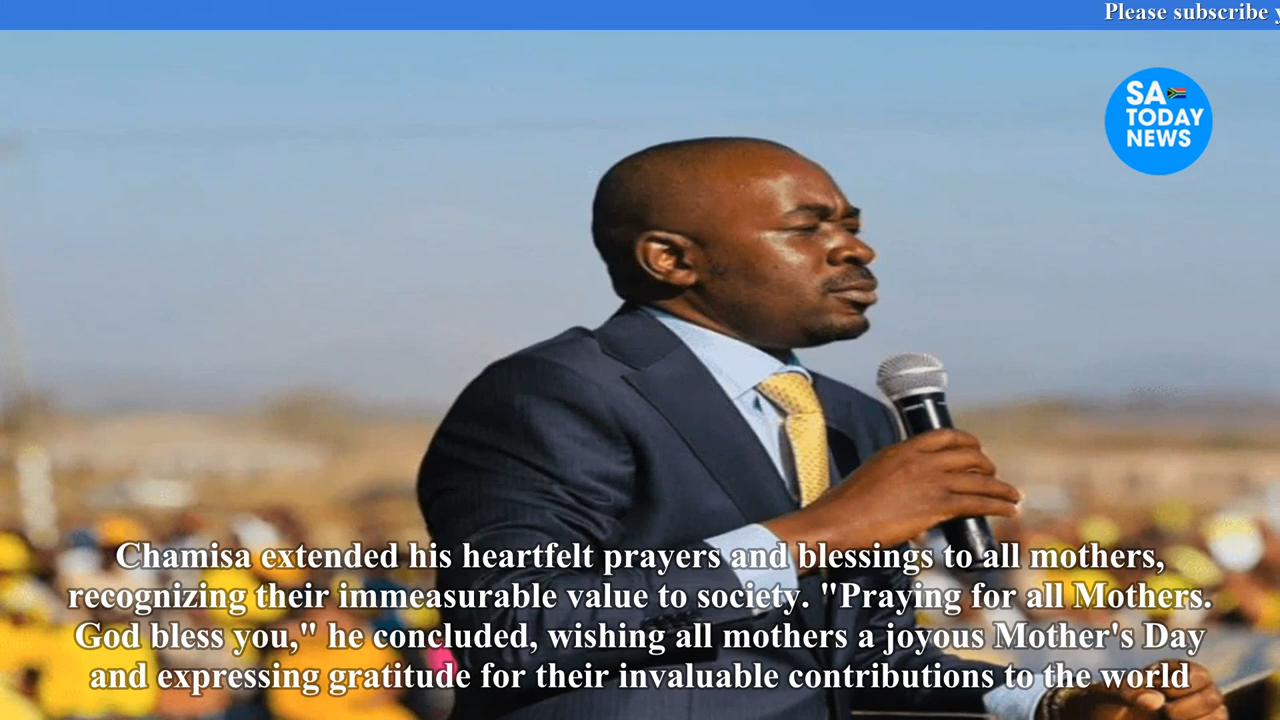 Please subscribe
SA
TODAY
NEWS
Chamisa extended his heartfelt prayers and blessings to all mothers,
recognizing their immeasurable value to society. "Praying for all Mothers.
God bless you," he concluded, wishing all mothers a joyous Mother's Day
and expressing gratitude for their invaluable contributions to the world